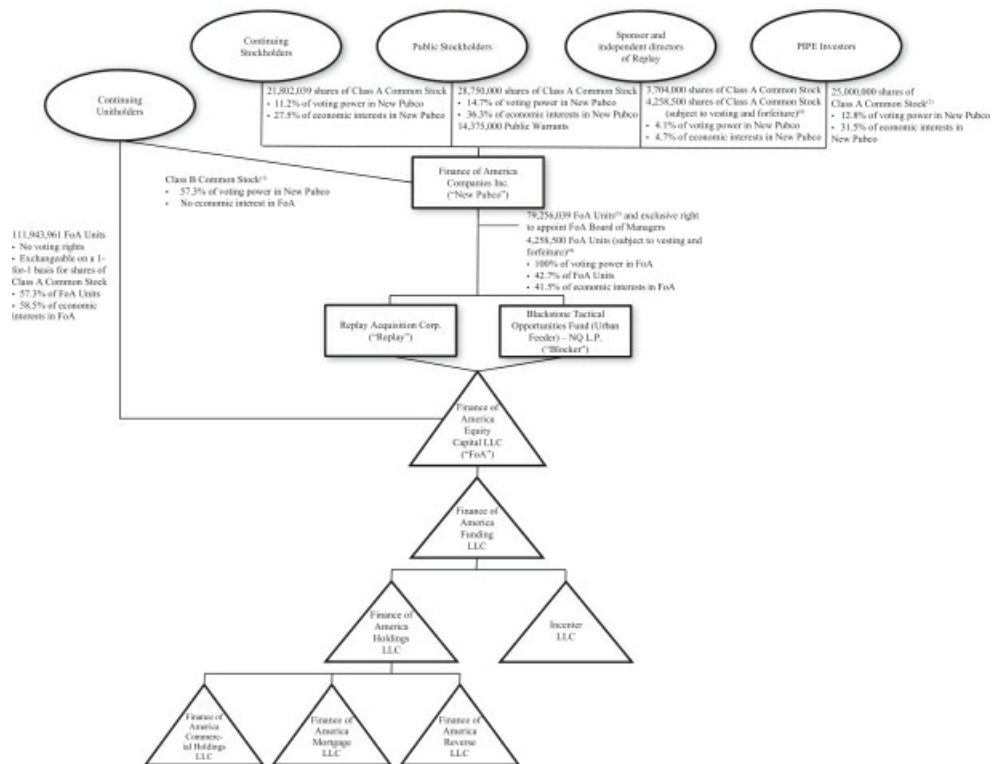 Continuing
Stockholders
Public Stockholders
Sponsor and
independent directors
of Replay
PIPE Investors
Continuing
Unitholders
21,802,039 shares of Class A Common Stock
• 11.2% of voting power in New Pubco
• 27.5% of economic interests in New Pubco
28,750,000 shares of Class A Common Stock
• 14.7% of voting power in New Pubco
• 36.3% of economic interests in New Pubco
14,375,000 Public Warrants
3,704,000 shares of Class A Common Stock
4,258,500 shares of Class A Common Stock
(subject to vesting and forfeiture)
• 4.1% of voting power in New Pubco
• 4.7% of economic interests in New Pubco
25,000,000 shares of
Class A Common Stock
• 12.8% of voting power in New Pubco
• 31.5% of economic interests in
New Pubco
Class B Common Stock
• 57.3% of voting power in New Pubco
• No economic interest in FoA
Finance of America
Companies Inc.
("New Pubco")
111,943,961 FoA Units
• No voting rights
• Exchangeable on a 1-
for-1 basis for shares of
Class A Common Stock
• 57.3% of FoA Units
• 58.5% of economic
interests in FoA
79,256,039 FoA Units and exclusive right
to appoint FoA Board of Managers
4,258,500 FoA Units (subject to vesting and
forfeiture)
• 100% of voting power in FoA
• 42.7% of FoA Units
• 41.5% of economic interests in FoA
Replay Acquisition Corp.
("Replay")
Blackstone Tactical
Opportunities Fund (Urban
Feeder) – NQ L.P.
("Blocker")
Finance of
America
Equity
Capital LLC
("FoA")
Finance of
America
Funding
LLC
Finance of
America
Holdings
LLC
Incenter
LLC
Finance of
America
Commerc-
ial Holdings
LLC
Finance of
America
Mortgage
LLC
Finance of
America
Reverse
LLC